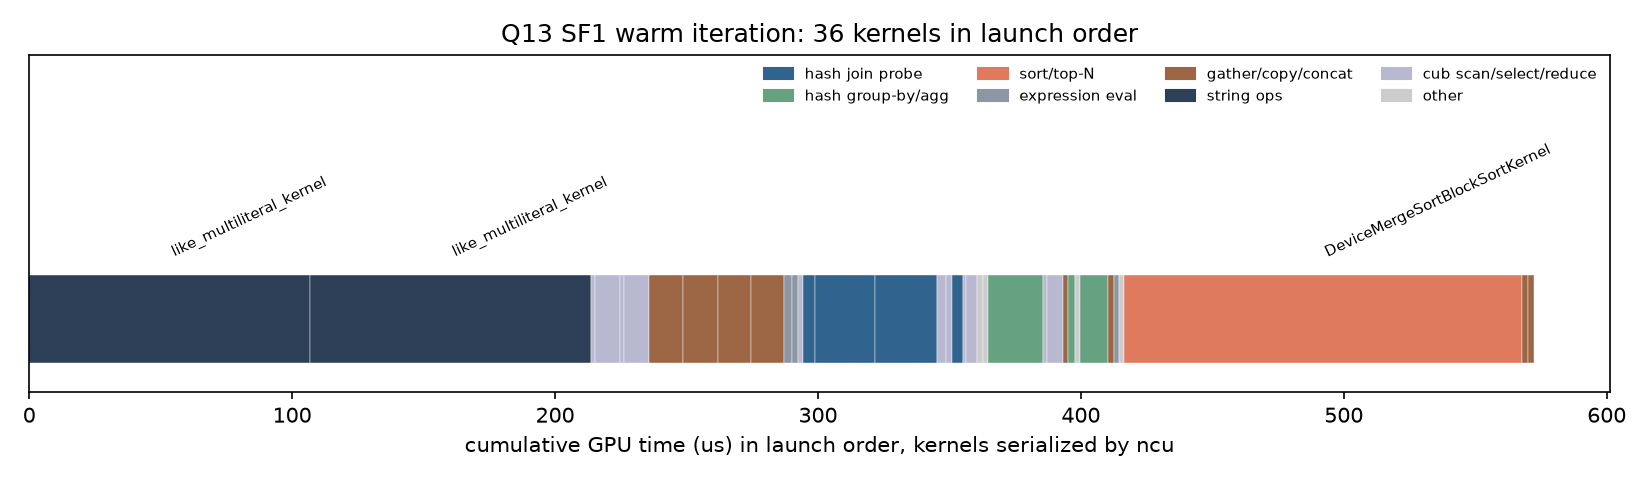 Q13 SF1 warm iteration: 36 kernels in launch order
hash join probe
hash group-by/agg
sort/top-N
expression eval
gather/copy/concat
string ops
cub scan/select/reduce
other
like_multiliteral_kernel
like_multiliteral_kernel
DeviceMergeSortBlockSortKernel
0 100 200 300 400 500 600
cumulative GPU time (us) in launch order, kernels serialized by ncu